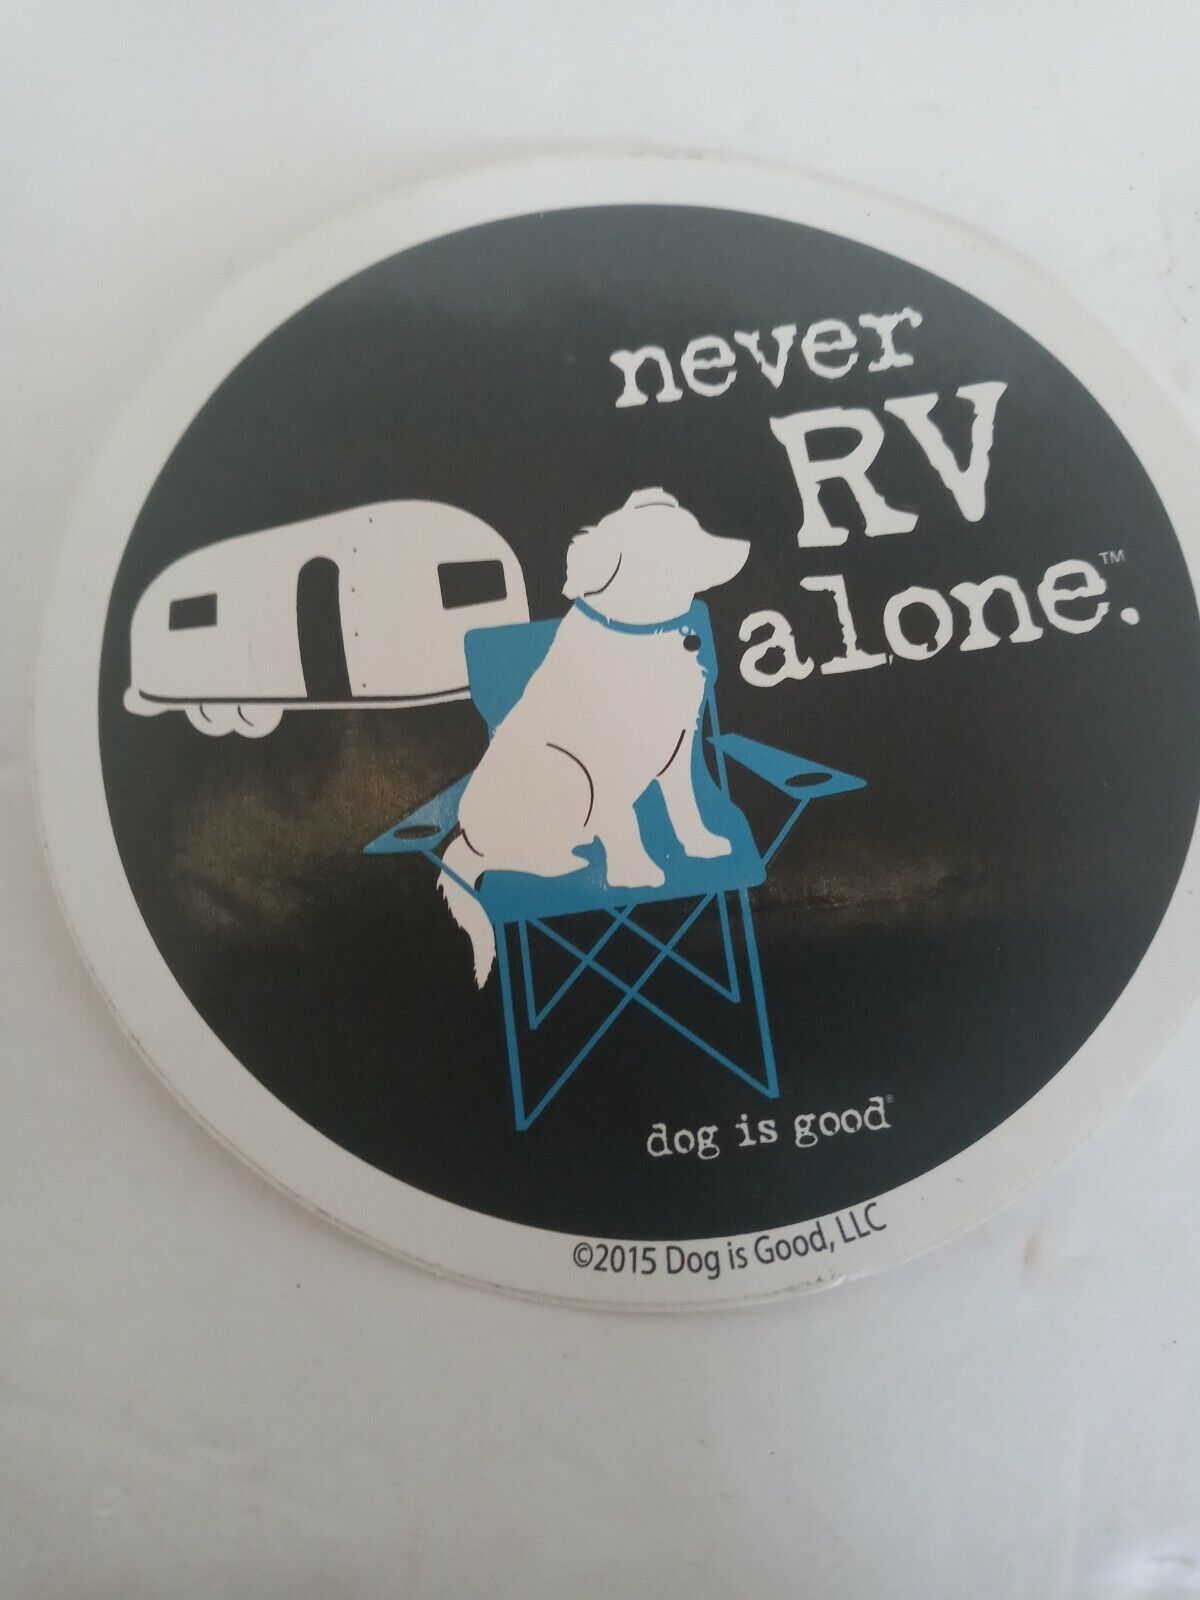 never
RV
alone.™
dog is good®
©2015 Dog is Good, LLC